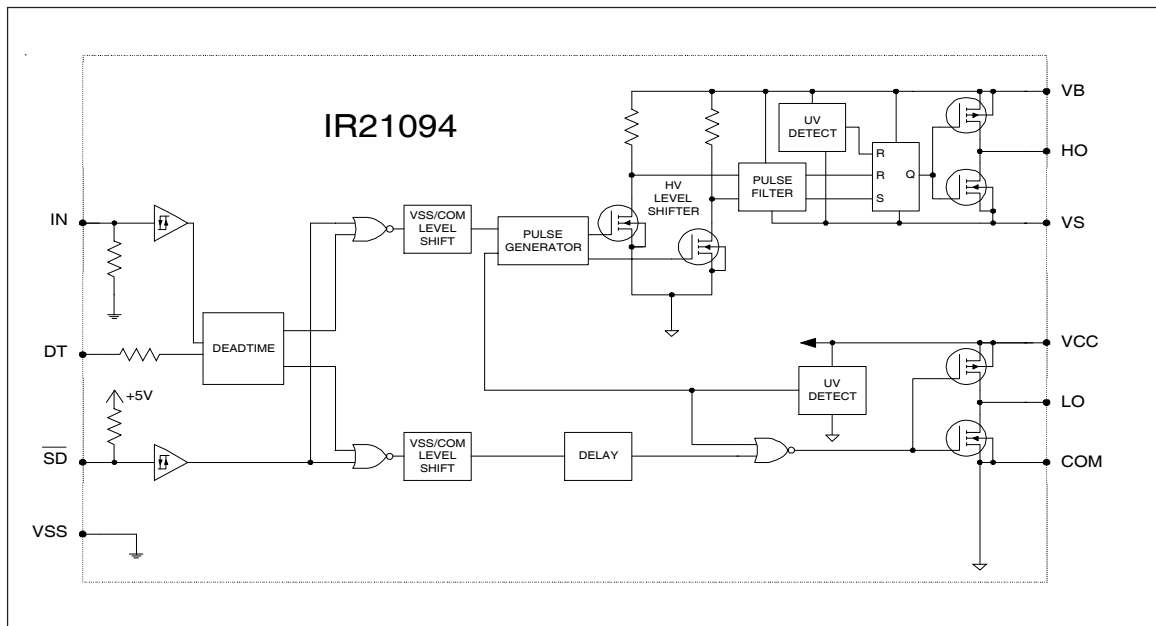 IR21094
VB
UV
DETECT
R
HO
HV
LEVEL
SHIFTER
PULSE
FILTER
R
Q
S
IN
VSS/COM
LEVEL
SHIFT
PULSE
GENERATOR
VS
DEADTIME
DT
VCC
UV
DETECT
+5V
LO
SD
VSS/COM
LEVEL
SHIFT
DELAY
COM
VSS